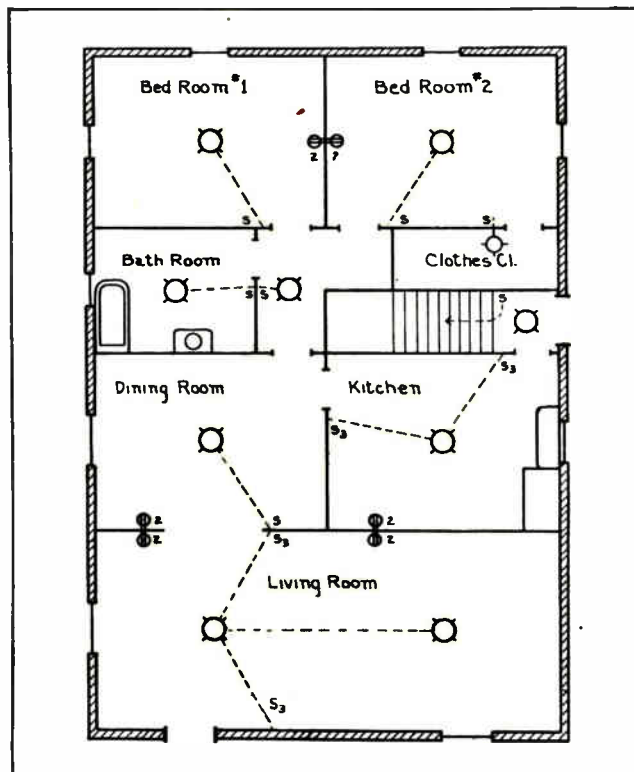 Bed Room #1
Bed Room #2
2 ?
S
S
S
Bath Room
Clothes Cl.
S S
S
Dining Room
Kitchen
S3
S3
2
2
S
S3
2
2
Living Room
S3